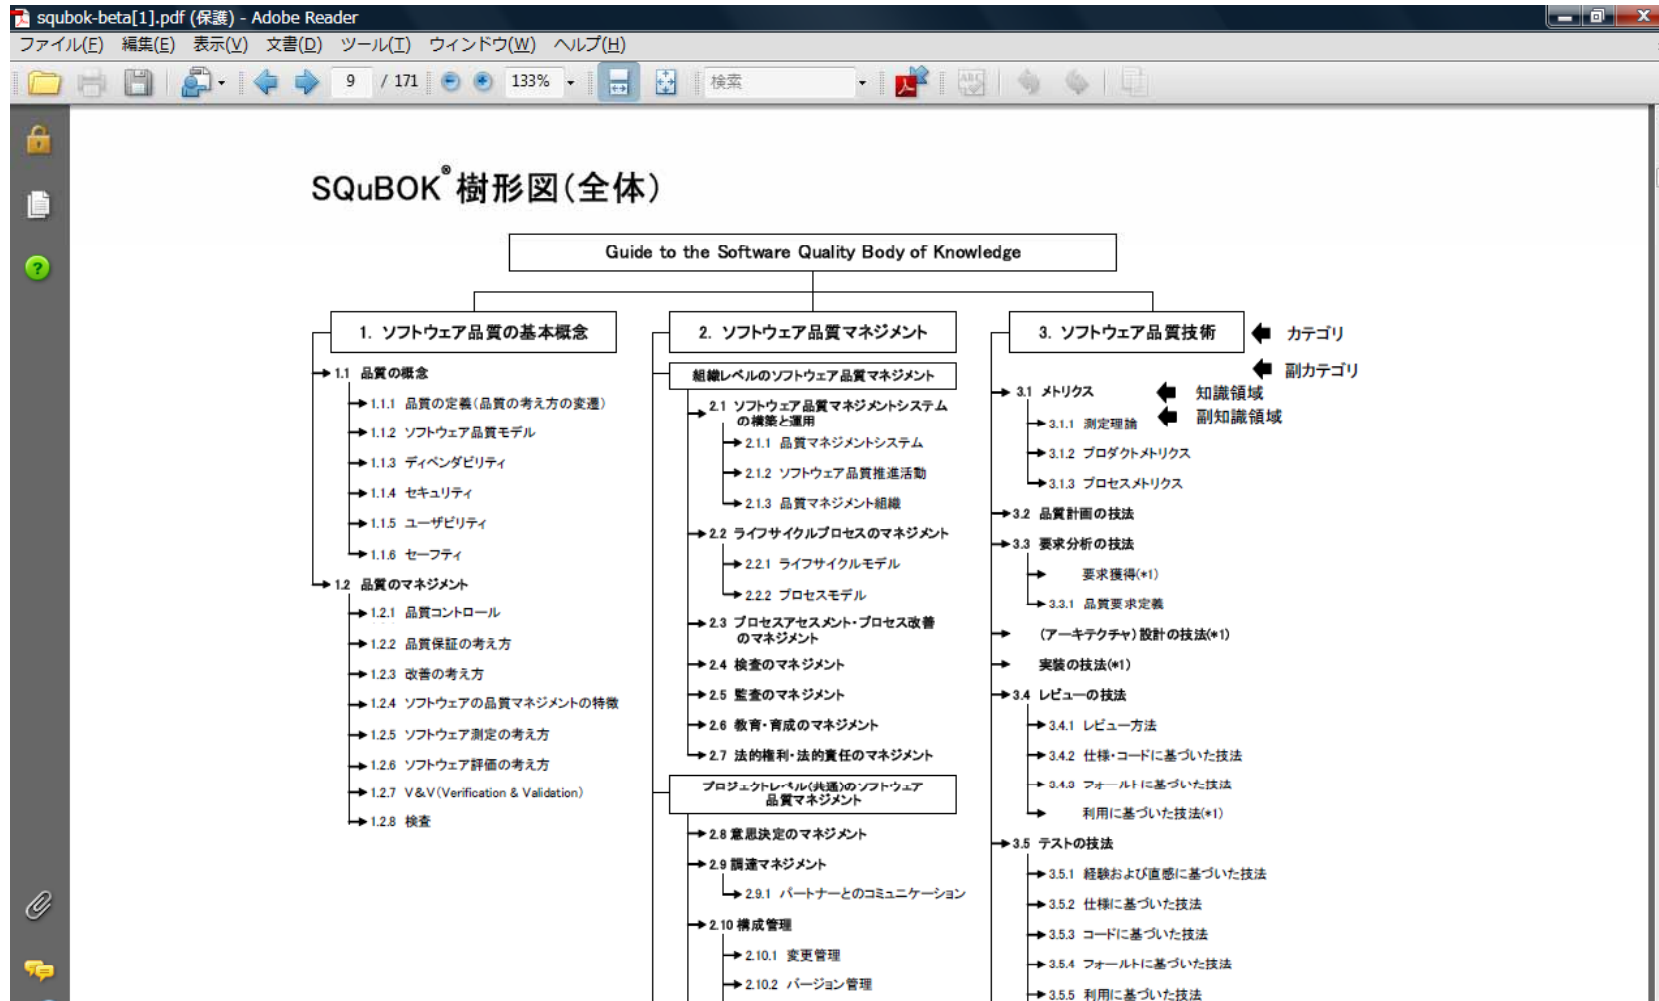 squbok-beta[1].pdf (保護) - Adobe Reader
ファイル(F) 編集(E) 表示(V) 文書(D) ツール(T) ウィンドウ(W) ヘルプ(H)
9 / 171 133% 検索
SQuBOK® 樹形図(全体)
Guide to the Software Quality Body of Knowledge
1. ソフトウェア品質の基本概念
1.1 品質の概念
1.1.1 品質の定義(品質の考え方の変遷)
1.1.2 ソフトウェア品質モデル
1.1.3 ディペンダビリティ
1.1.4 セキュリティ
1.1.5 ユーザビリティ
1.1.6 セーフティ
1.2 品質のマネジメント
1.2.1 品質コントロール
1.2.2 品質保証の考え方
1.2.3 改善の考え方
1.2.4 ソフトウェアの品質マネジメントの特徴
1.2.5 ソフトウェア測定の考え方
1.2.6 ソフトウェア評価の考え方
1.2.7 V&V(Verification & Validation)
1.2.8 検査
2. ソフトウェア品質マネジメント
組織レベルのソフトウェア品質マネジメント
2.1 ソフトウェア品質マネジメントシステム
の構築と運用
2.1.1 品質マネジメントシステム
2.1.2 ソフトウェア品質推進活動
2.1.3 品質マネジメント組織
2.2 ライフサイクルプロセスのマネジメント
2.2.1 ライフサイクルモデル
2.2.2 プロセスモデル
2.3 プロセスアセスメント・プロセス改善
のマネジメント
2.4 検査のマネジメント
2.5 監査のマネジメント
2.6 教育・育成のマネジメント
2.7 法的権利・法的責任のマネジメント
プロジェクトレベル(共通)のソフトウェア
品質マネジメント
2.8 意思決定のマネジメント
2.9 調達マネジメント
2.9.1 パートナーとのコミュニケーション
2.10 構成管理
2.10.1 変更管理
2.10.2 バージョン管理
3. ソフトウェア品質技術
カテゴリ
副カテゴリ
3.1 メトリクス
知識領域
3.1.1 測定理論
副知識領域
3.1.2 プロダクトメトリクス
3.1.3 プロセスメトリクス
3.2 品質計画の技法
3.3 要求分析の技法
要求獲得(*1)
3.3.1 品質要求定義
(アーキテクチャ)設計の技法(*1)
実装の技法(*1)
3.4 レビューの技法
3.4.1 レビュー方法
3.4.2 仕様・コードに基づいた技法
3.4.3 フォールトに基づいた技法
利用に基づいた技法(*1)
3.5 テストの技法
3.5.1 経験および直感に基づいた技法
3.5.2 仕様に基づいた技法
3.5.3 コードに基づいた技法
3.5.4 フォールトに基づいた技法
3.5.5 利用に基づいた技法